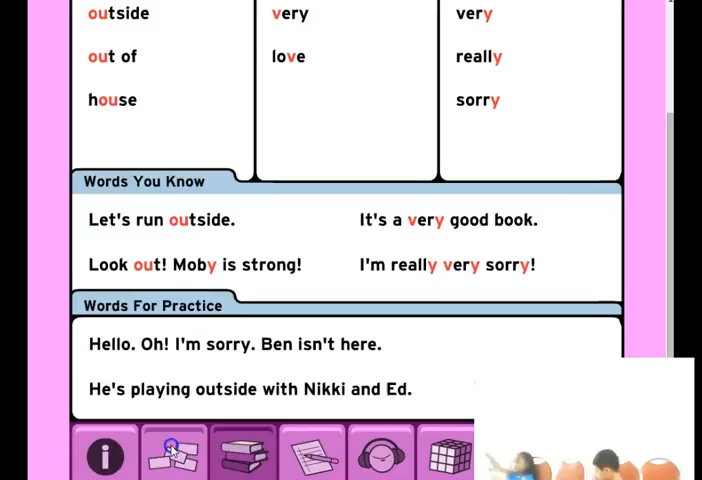 outside
very
very
out of
love
really
house
sorry
Words You Know
Let's run outside.
It's a very good book.
Look out! Moby is strong!
I'm really very sorry!
Words For Practice
Hello. Oh! I'm sorry. Ben isn't here.
He's playing outside with Nikki and Ed.
i